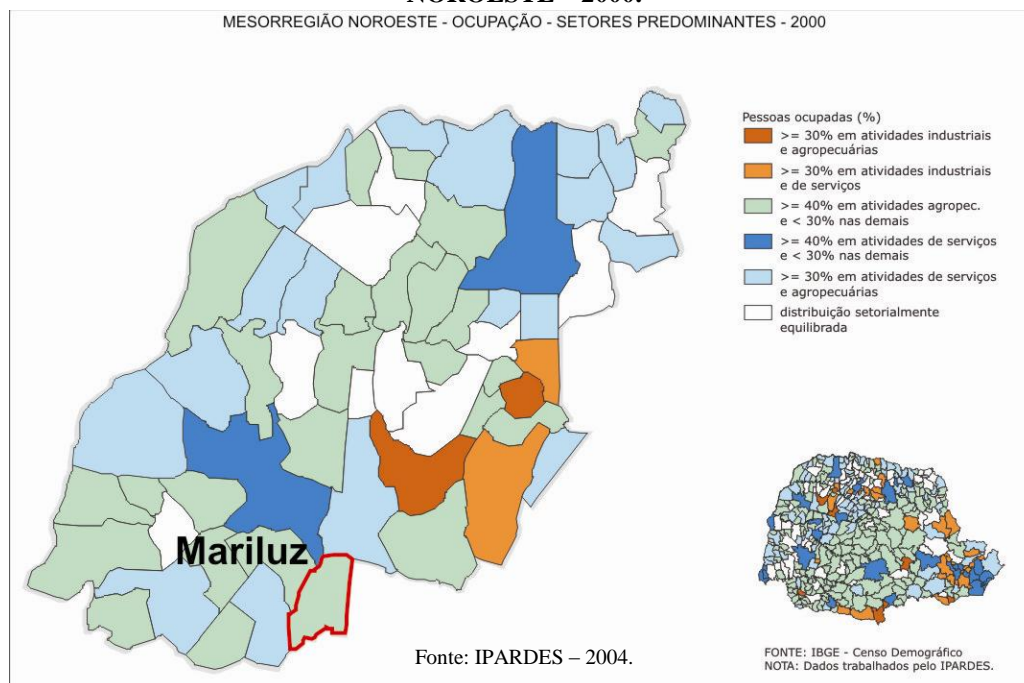 NOROESTE – 2000.
MESORREGIÃO NOROESTE - OCUPAÇÃO - SETORES PREDOMINANTES - 2000
Pessoas ocupadas (%)
>= 30% em atividades industriais
e agropecuárias
>= 30% em atividades industriais
e de serviços
>= 40% em atividades agropec.
e < 30% nas demais
>= 40% em atividades de serviços
e < 30% nas demais
>= 30% em atividades de serviços
e agropecuárias
distribuição setorialmente
equilibrada
Mariluz
Fonte: IPARDES – 2004.
FONTE: IBGE - Censo Demográfico
NOTA: Dados trabalhados pelo IPARDES.